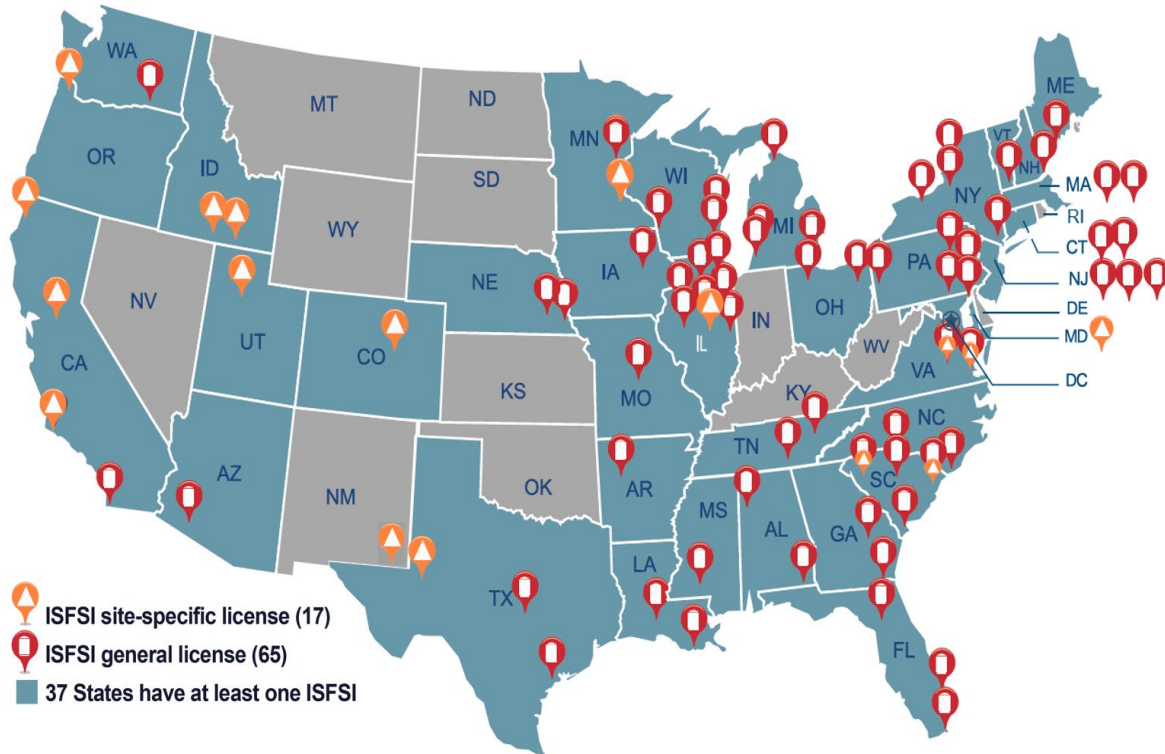 WA
MT
ND
MN
ME
VT
NH
OR
ID
SD
WI
MI
NY
MA
RI
CT
WY
NE
IA
PA
NJ
NV
UT
CO
IL
IN
OH
DE
MD
DC
CA
KS
MO
WV
VA
KY
AZ
NM
OK
TN
NC
AR
SC
MS
AL
GA
TX
LA
FL
ISFSI site-specific license (17)
ISFSI general license (65)
37 States have at least one ISFSI